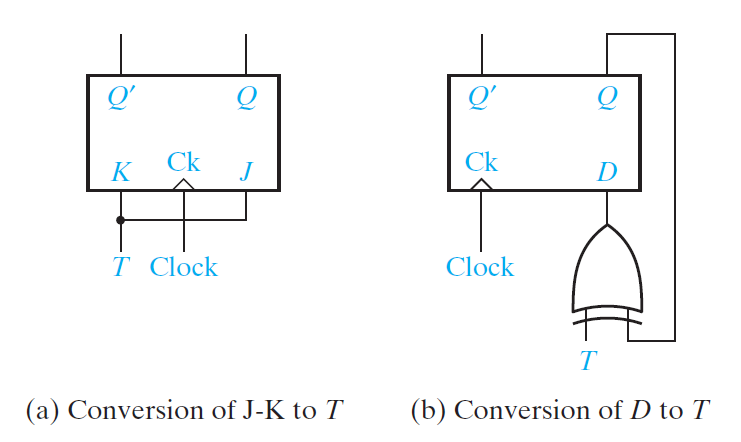 Q′ Q
K Ck J
T Clock
(a) Conversion of J-K to T
Q′ Q
Ck D
Clock
T
(b) Conversion of D to T